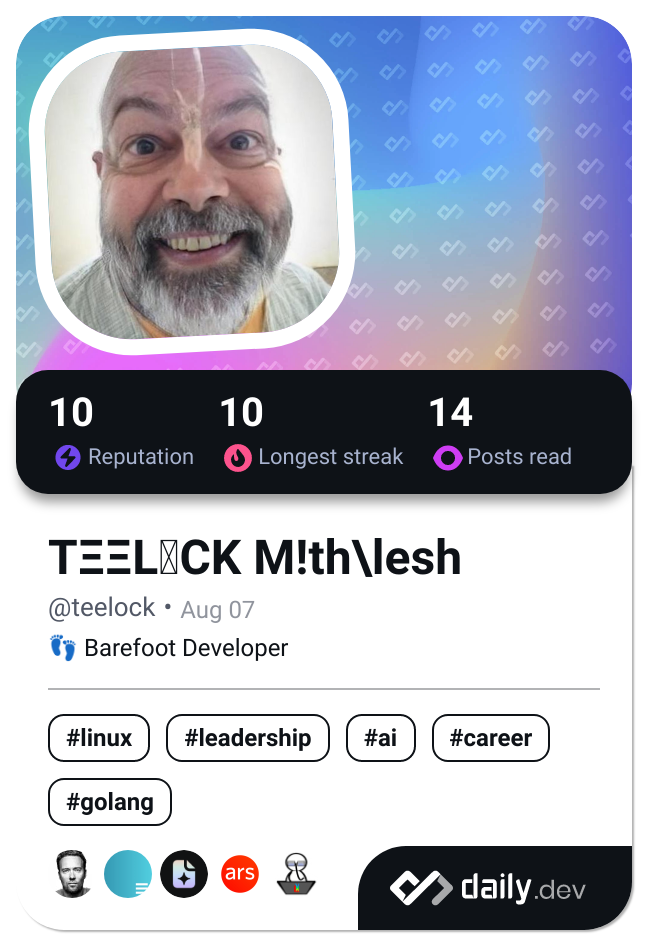 10 10 14
Reputation Longest streak Posts read
TΞΞL▯CK M!th\lesh
@teelock • Aug 07
👣 Barefoot Developer
#linux #leadership #ai #career
#golang
ars
daily.dev